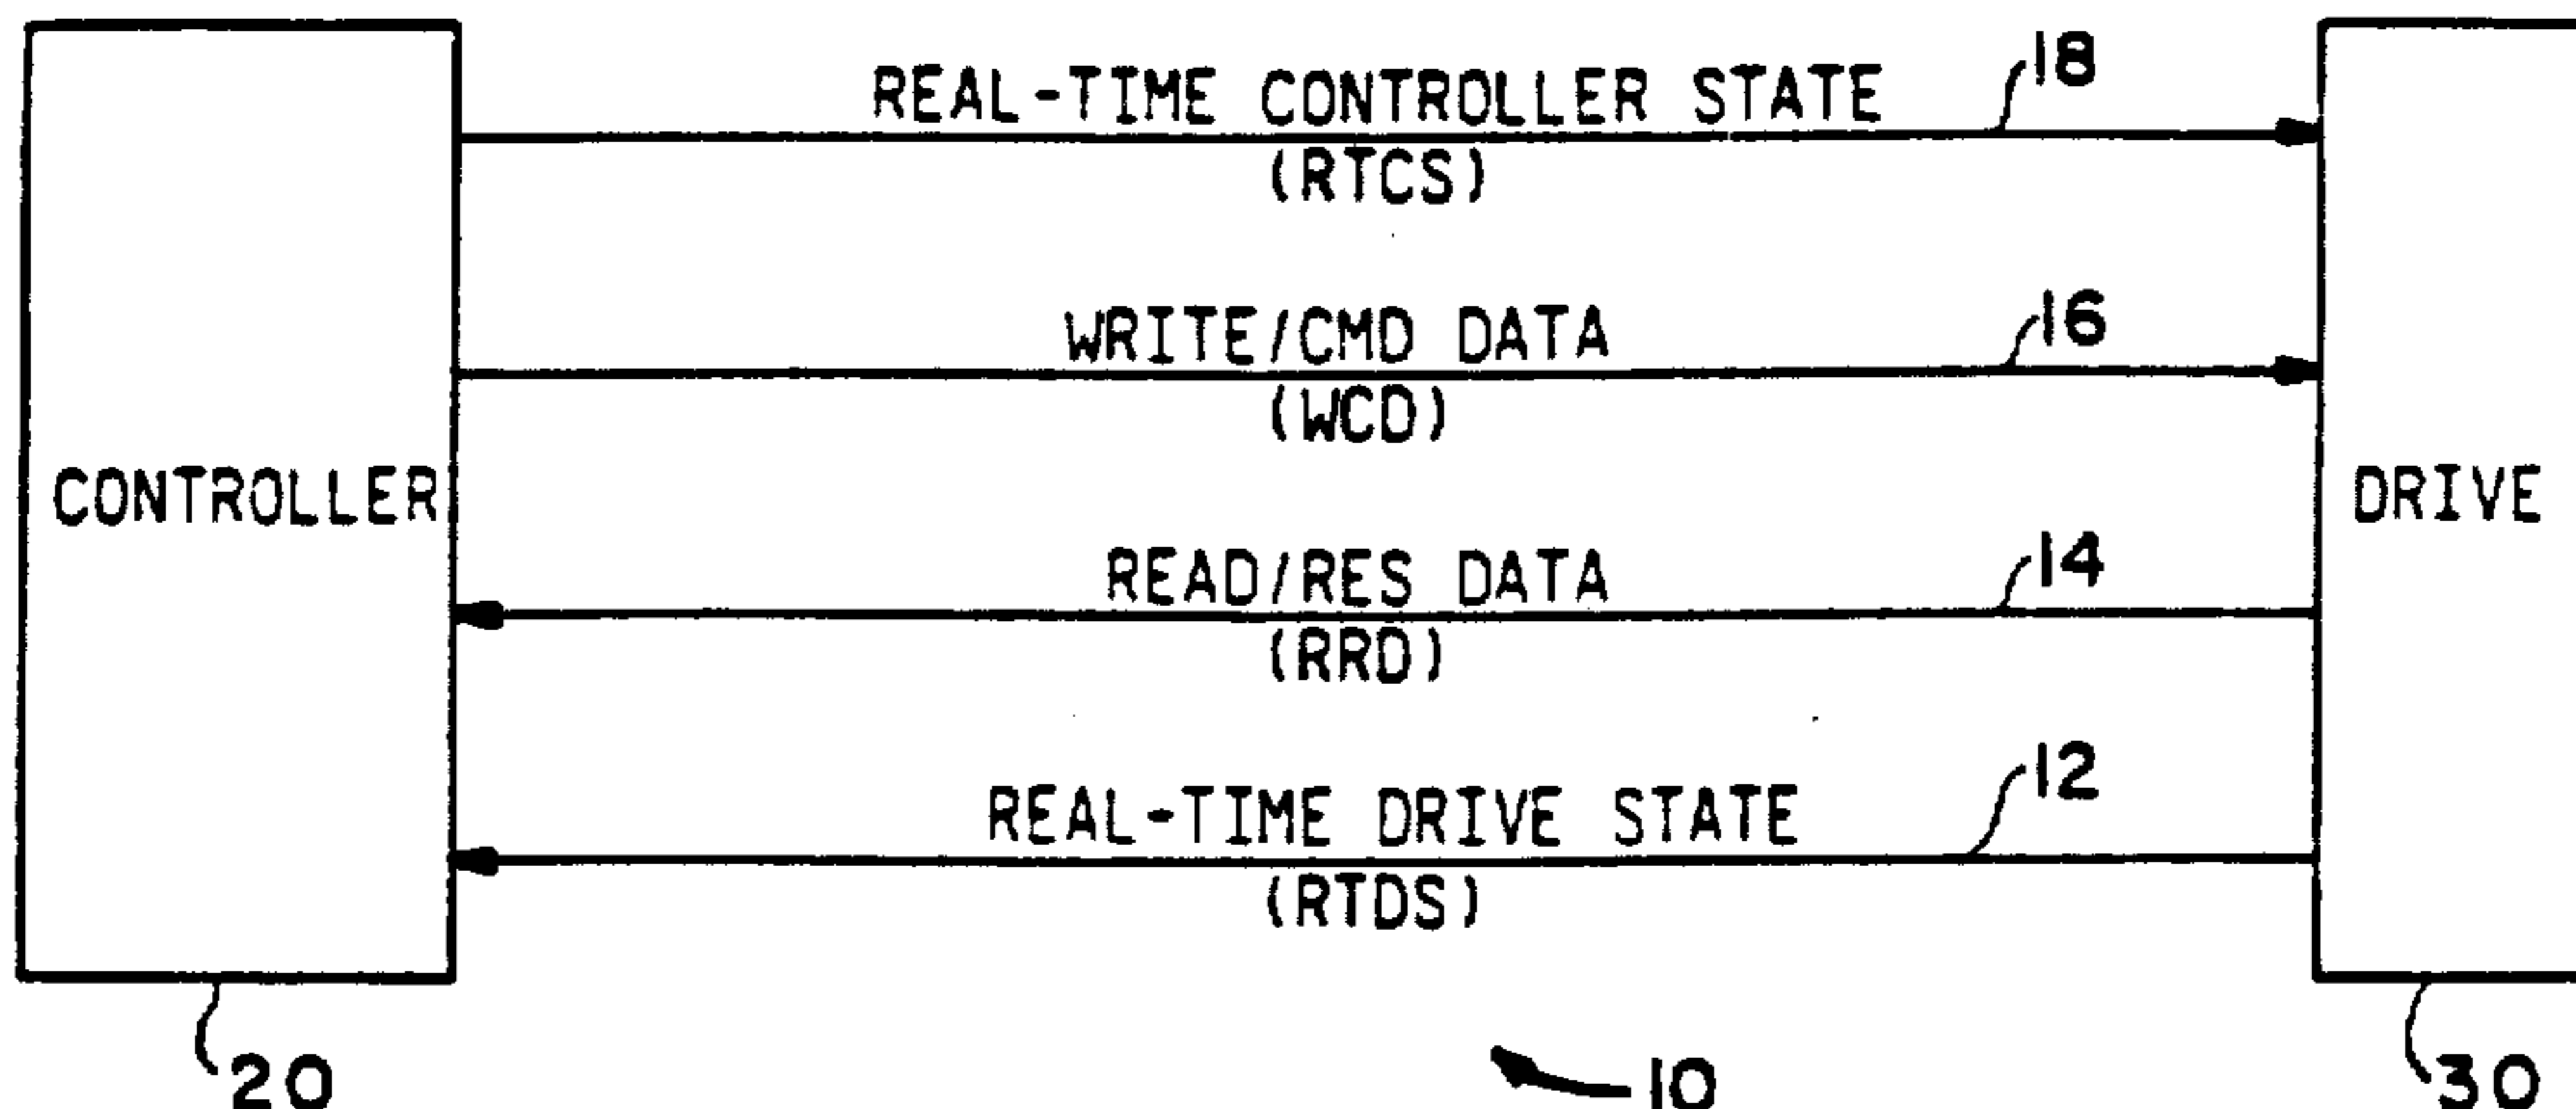 REAL-TIME CONTROLLER STATE
18
(RTCS)
WRITE/CMD DATA
16
(WCD)
CONTROLLER
DRIVE
READ/RES DATA
14
(RRD)
REAL-TIME DRIVE STATE
12
(RTDS)
20
10
30